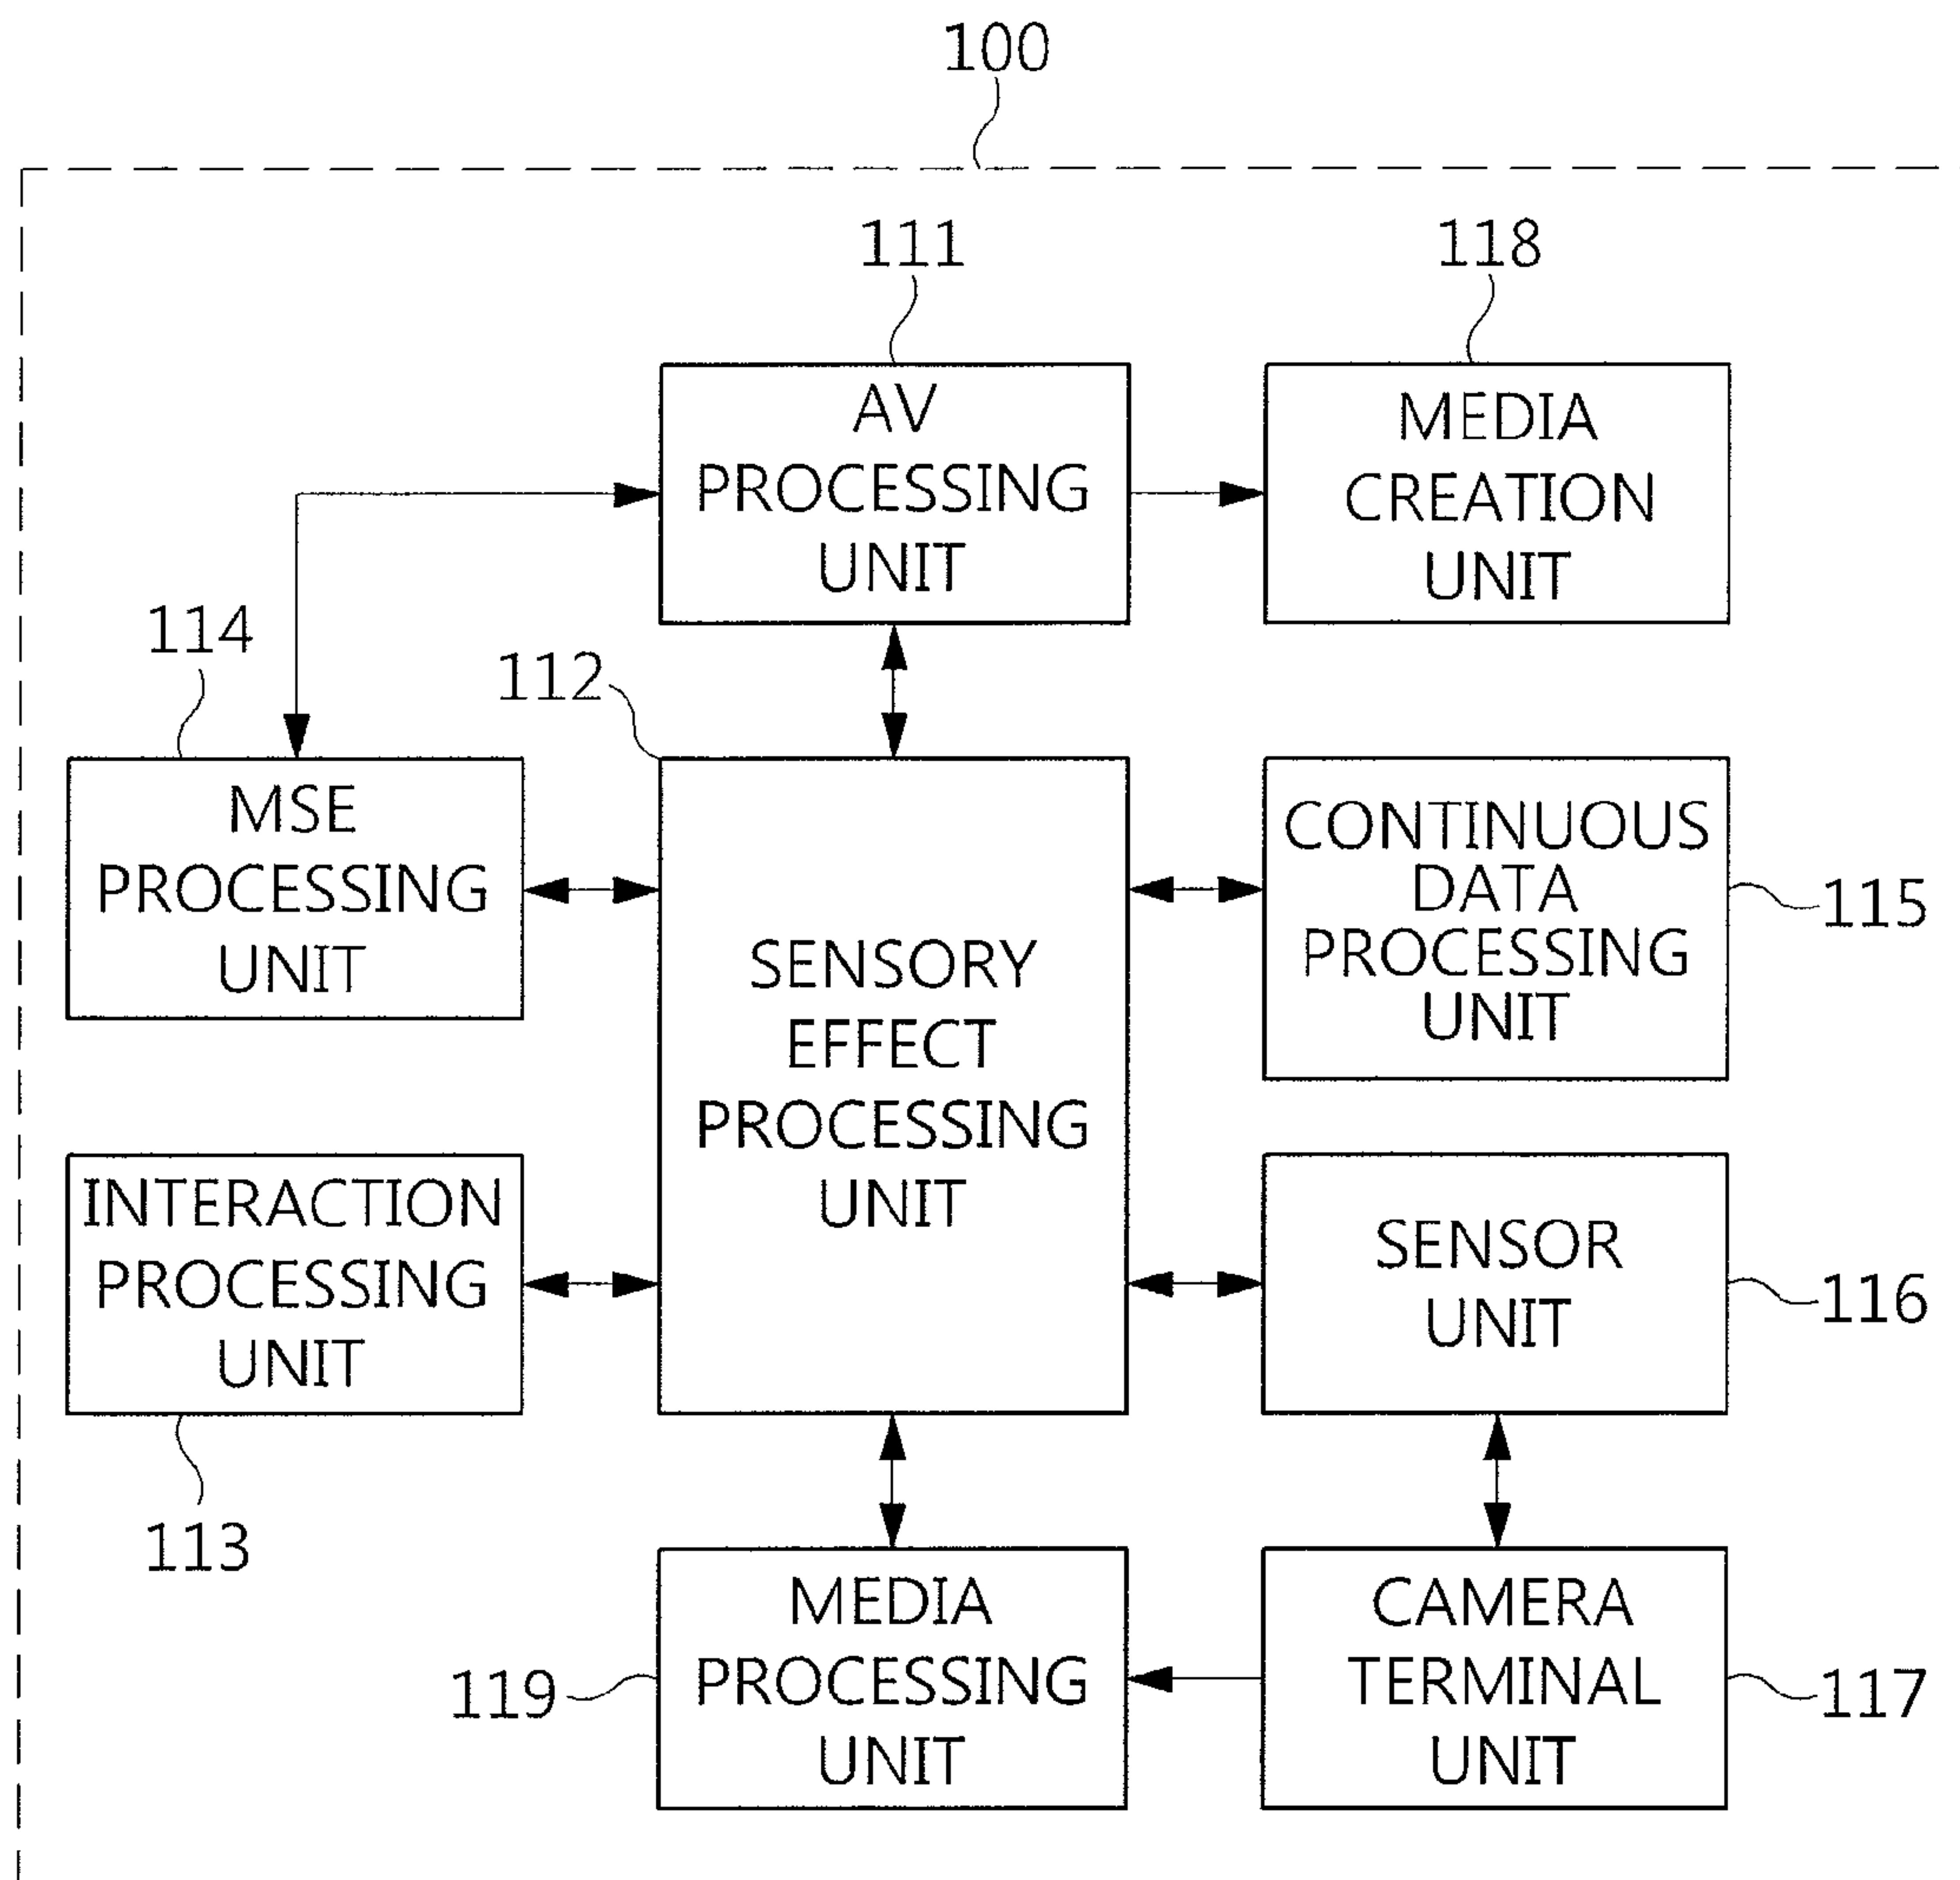 100
111
118
AV
PROCESSING
UNIT
MEDIA
CREATION
UNIT
114
112
MSE
PROCESSING
UNIT
SENSORY
EFFECT
PROCESSING
UNIT
CONTINUOUS
DATA
PROCESSING
UNIT
115
INTERACTION
PROCESSING
UNIT
113
SENSOR
UNIT
116
MEDIA
PROCESSING
UNIT
119
CAMERA
TERMINAL
UNIT
117